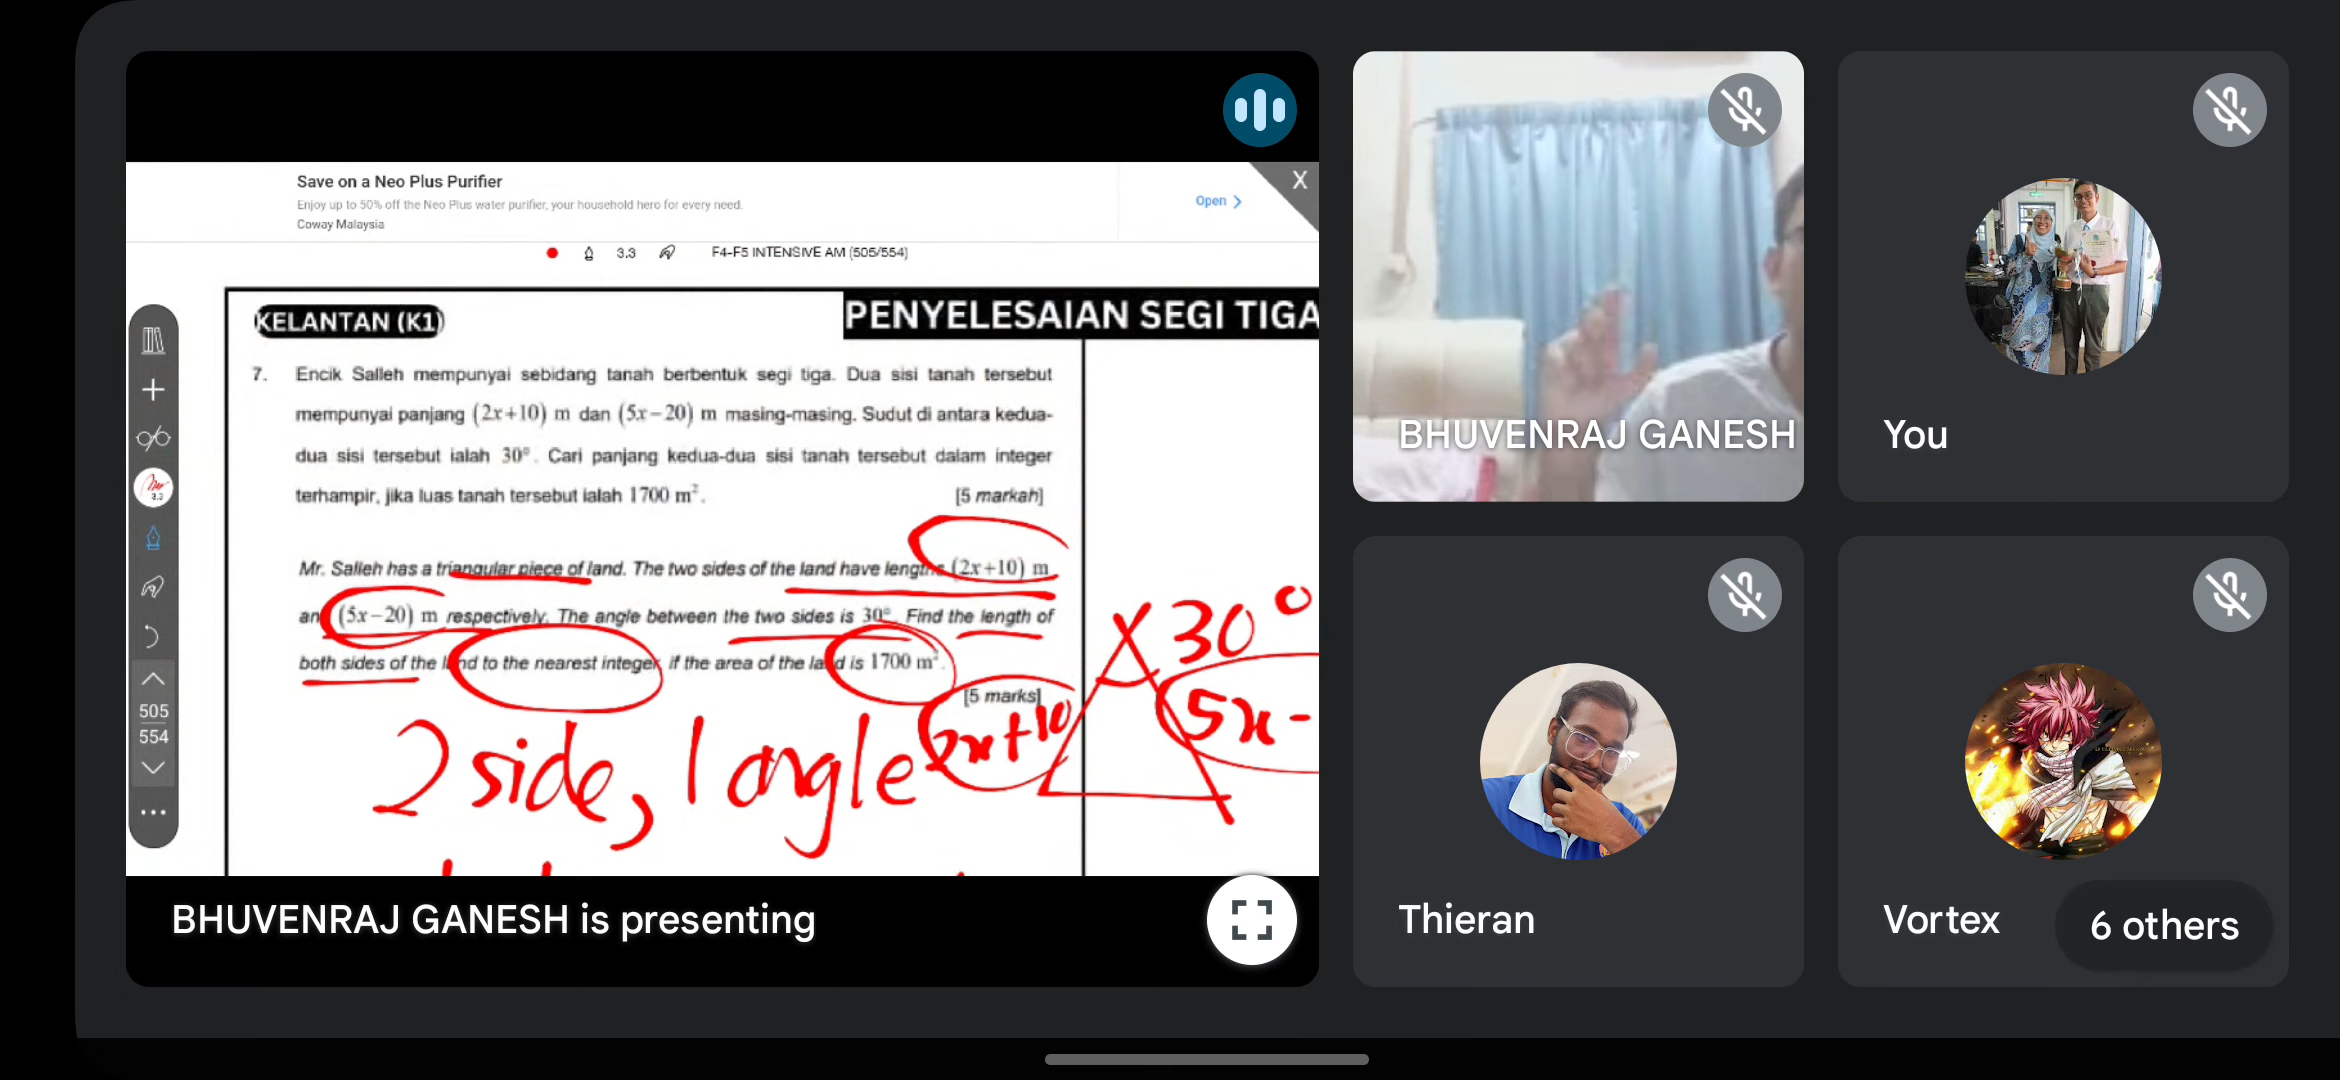 Save on a Neo Plus Purifier
Enjoy up to 50% off the Neo Plus water purifier, your household hero for every need.
Coway Malaysia
Open
X
3.3
F4-F5 INTENSIVE AM (505/554)
KELANTAN (K1)
PENYELESAIAN SEGI TIGA
7. Encik Salleh mempunyai sebidang tanah berbentuk segi tiga. Dua sisi tanah tersebut
mempunyai panjang (2x+10) m dan (5x−20) m masing-masing. Sudut di antara kedua-
dua sisi tersebut ialah 30°. Cari panjang kedua-dua sisi tanah tersebut dalam integer
terhampir, jika luas tanah tersebut ialah 1700 m².
[5 markah]
Mr. Salleh has a triangular piece of land. The two sides of the land have lengths (2x+10) m
and (5x−20) m respectively. The angle between the two sides is 30°. Find the length of
both sides of the land to the nearest integer, if the area of the land is 1700 m².
[5 marks]
30°
2x+10
5x-
2 side, 1 angle
3.3
505
554
BHUVENRAJ GANESH is presenting
BHUVENRAJ GANESH
You
Thieran
Vortex
6 others